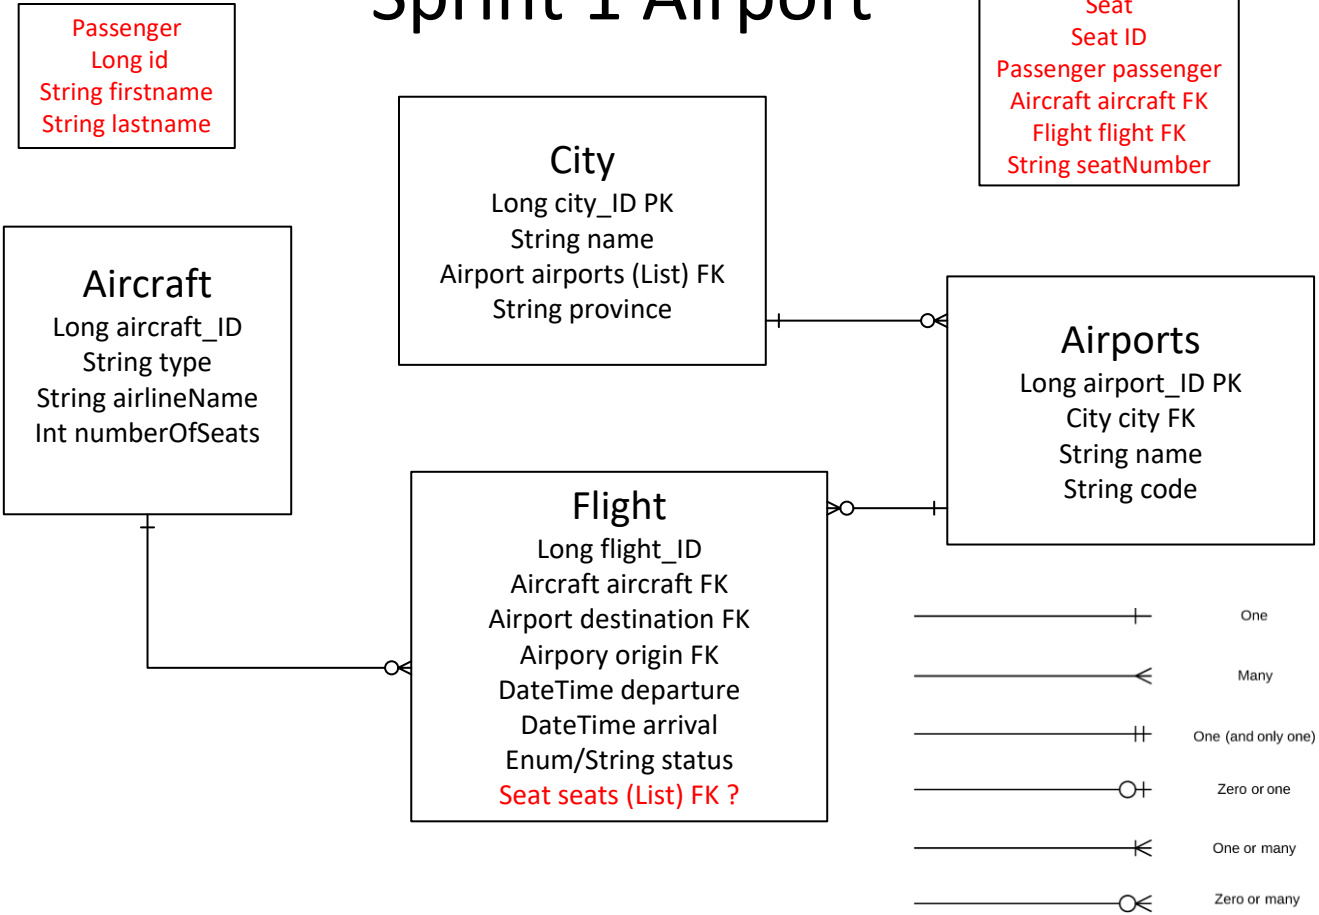 Sprint 1 Airport
Passenger
Long id
String firstname
String lastname
Seat
Seat ID
Passenger passenger
Aircraft aircraft FK
Flight flight FK
String seatNumber
City
Long city_ID PK
String name
Airport airports (List) FK
String province
Aircraft
Long aircraft_ID
String type
String airlineName
Int numberOfSeats
Airports
Long airport_ID PK
City city FK
String name
String code
Flight
Long flight_ID
Aircraft aircraft FK
Airport destination FK
Airpory origin FK
DateTime departure
DateTime arrival
Enum/String status
Seat seats (List) FK ?
One
Many
One (and only one)
Zero or one
One or many
Zero or many